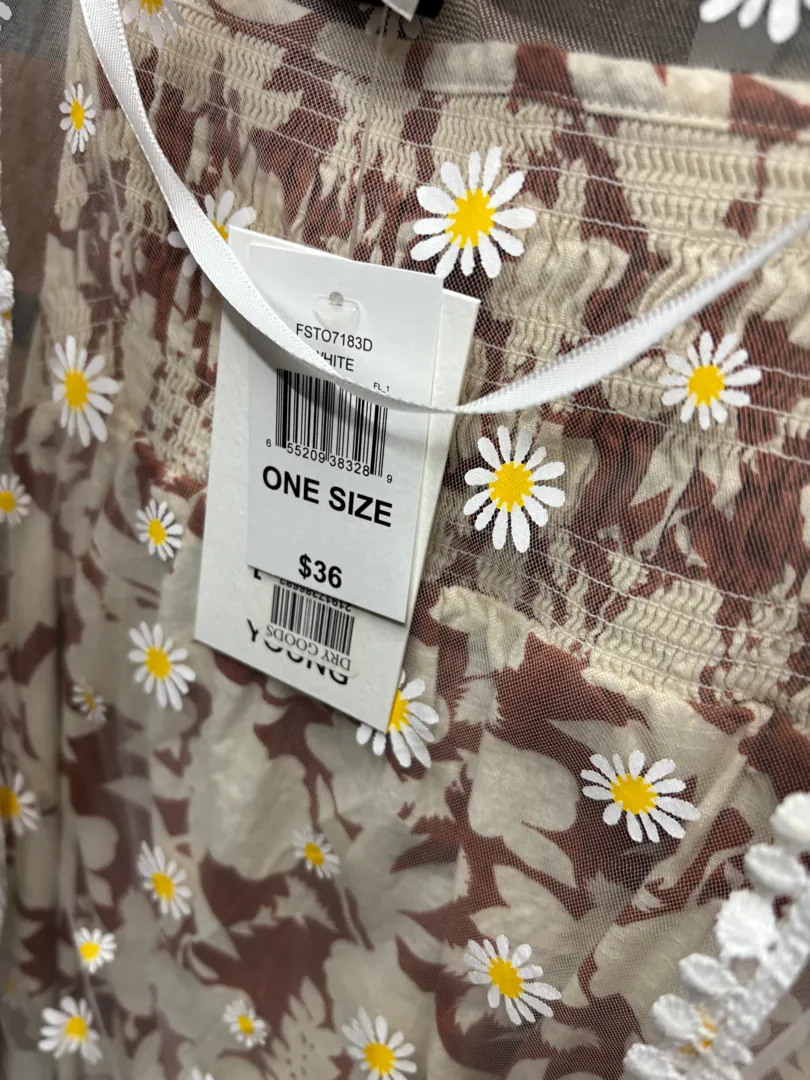 FSTO7183D
WHITE
FL_1
6 55209 38328 9
ONE SIZE
$36
DRY GOODS
YOUNG